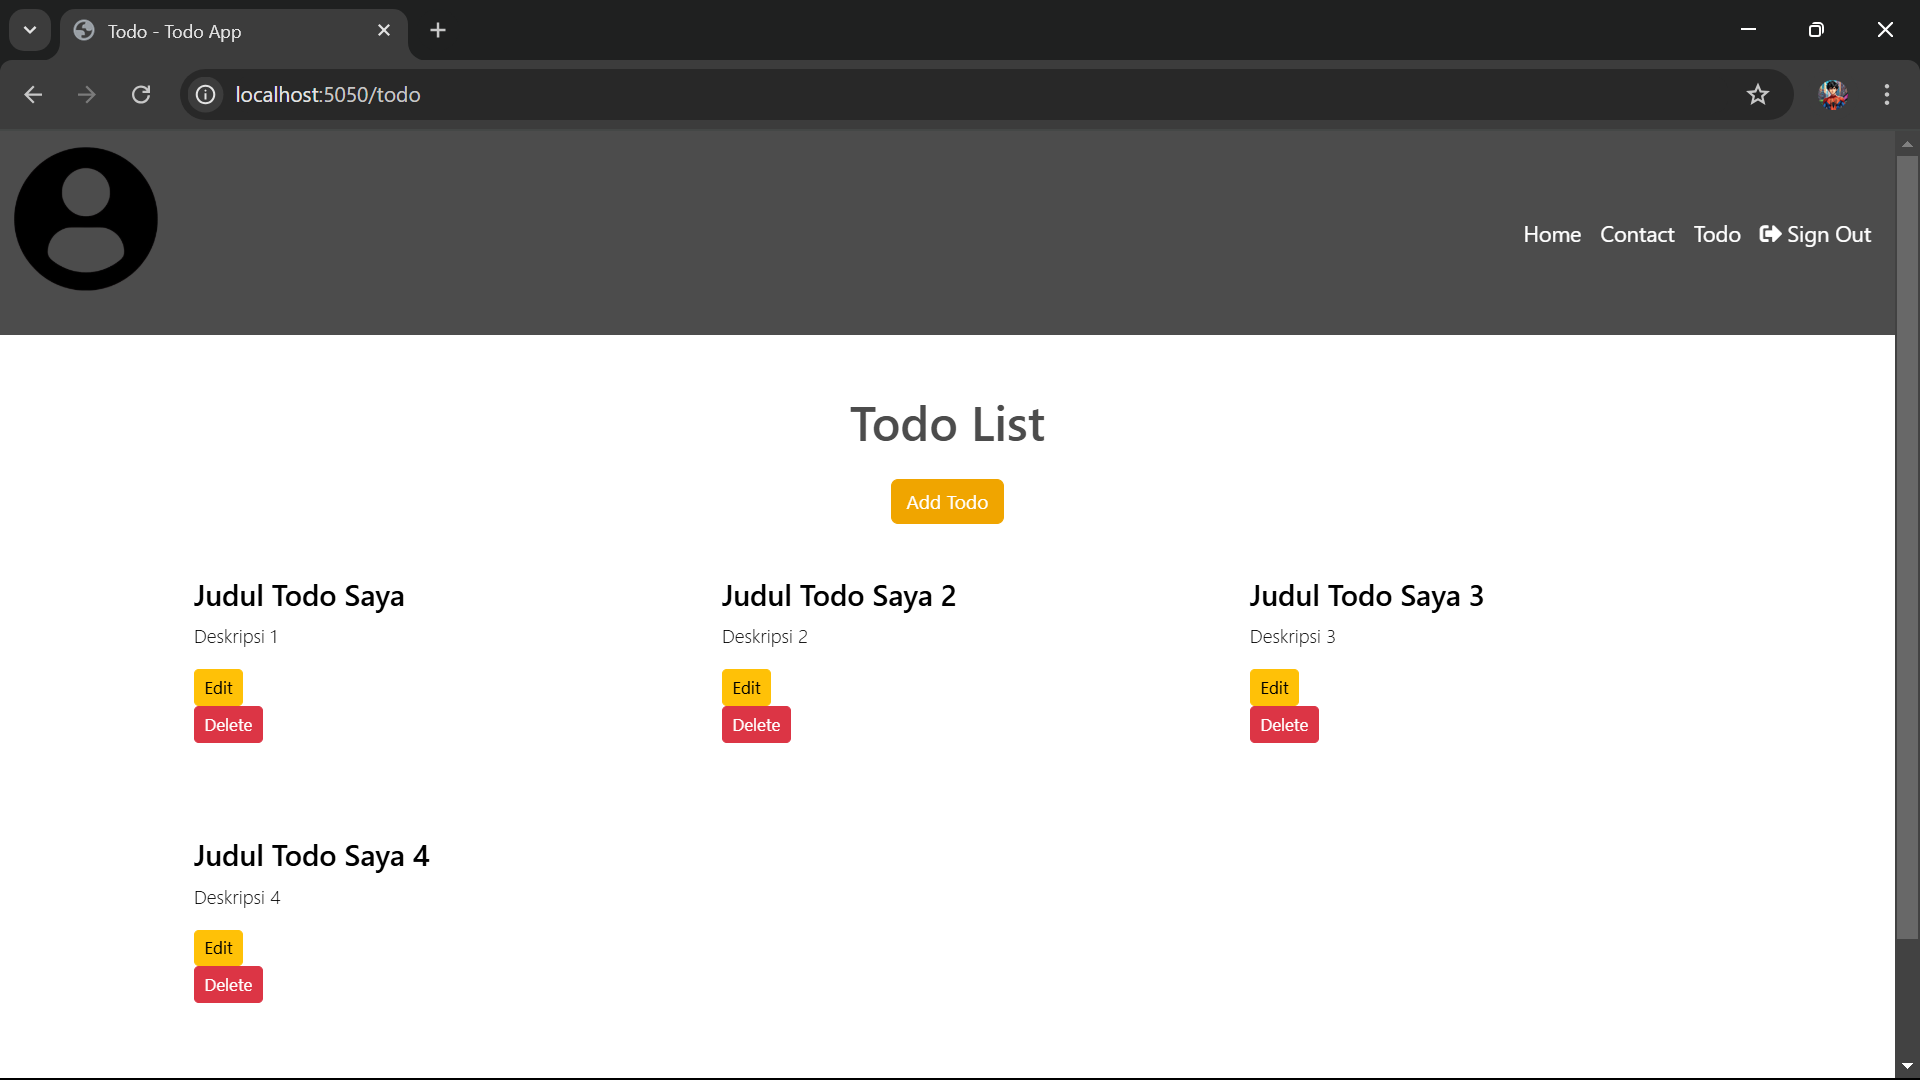 Todo - Todo App
localhost:5050/todo
Home Contact Todo Sign Out
Todo List
Add Todo
Judul Todo Saya
Deskripsi 1
Edit
Delete
Judul Todo Saya 2
Deskripsi 2
Edit
Delete
Judul Todo Saya 3
Deskripsi 3
Edit
Delete
Judul Todo Saya 4
Deskripsi 4
Edit
Delete